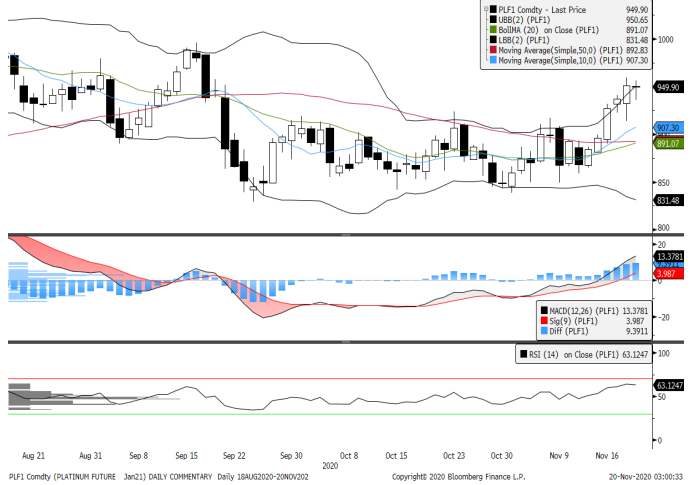 PLF1 Comdty - Last Price 949.90
UBB(2) (PLF1) 950.65
BollMA (20) on Close (PLF1) 891.07
LBB(2) (PLF1) 831.48
Moving Average(Simple,50,0) (PLF1) 892.83
Moving Average(Simple,10,0) (PLF1) 907.30
1000
949.90
907.30
891.07
850
831.48
800
20
13.3781
9.3911
3.987
0
-20
MACD(12,26) (PLF1) 13.3781
Sig(9) (PLF1) 3.987
Diff (PLF1) 9.3911
RSI (14) on Close (PLF1) 63.1247
100
63.1247
50
0
Aug 21 Aug 31 Sep 8 Sep 15 Sep 22 Sep 30 Oct 8 Oct 15 Oct 23 Oct 30 Nov 9 Nov 16
2020
PLF1 Comdty (PLATINUM FUTURE Jan21) DAILY COMMENTARY Daily 18AUG2020-20NOV202 Copyright© 2020 Bloomberg Finance L.P. 20-Nov-2020 03:00:33